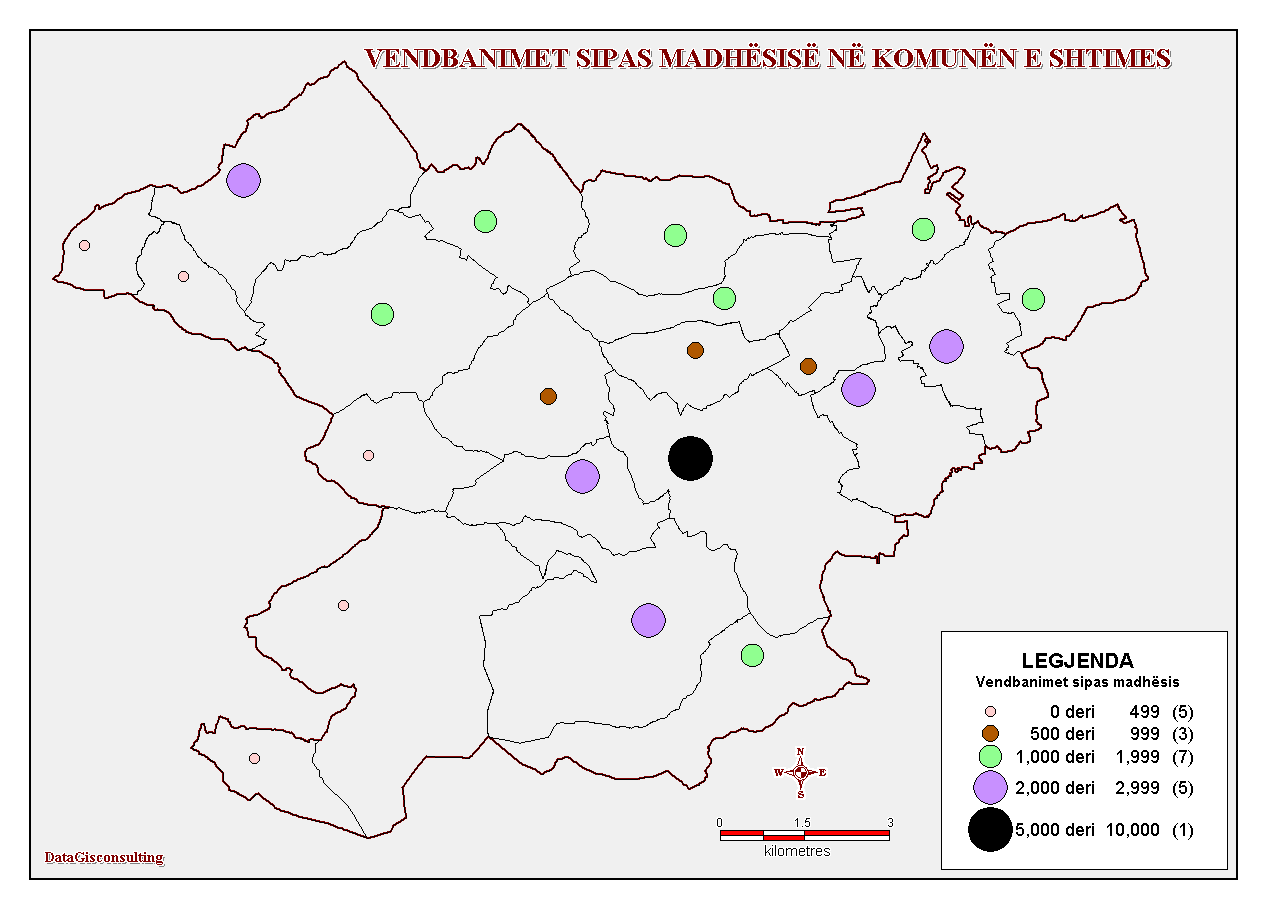 VENDBANIMET SIPAS MADHËSISË NË KOMUNËN E SHTIMES
LEGJENDA
Vendbanimet sipas madhësis
0 deri 499 (5)
500 deri 999 (3)
1,000 deri 1,999 (7)
2,000 deri 2,999 (5)
5,000 deri 10,000 (1)
N
W E
S
0 1.5 3
kilometres
DataGisconsulting